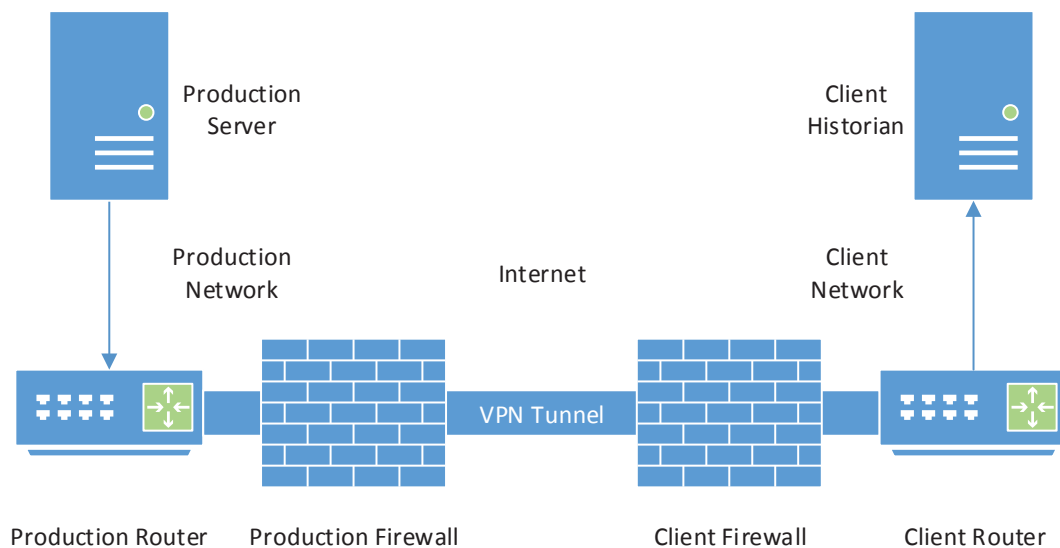 Production
Server
Client
Historian
Production
Network
Internet
Client
Network
VPN Tunnel
Production Router
Production Firewall
Client Firewall
Client Router